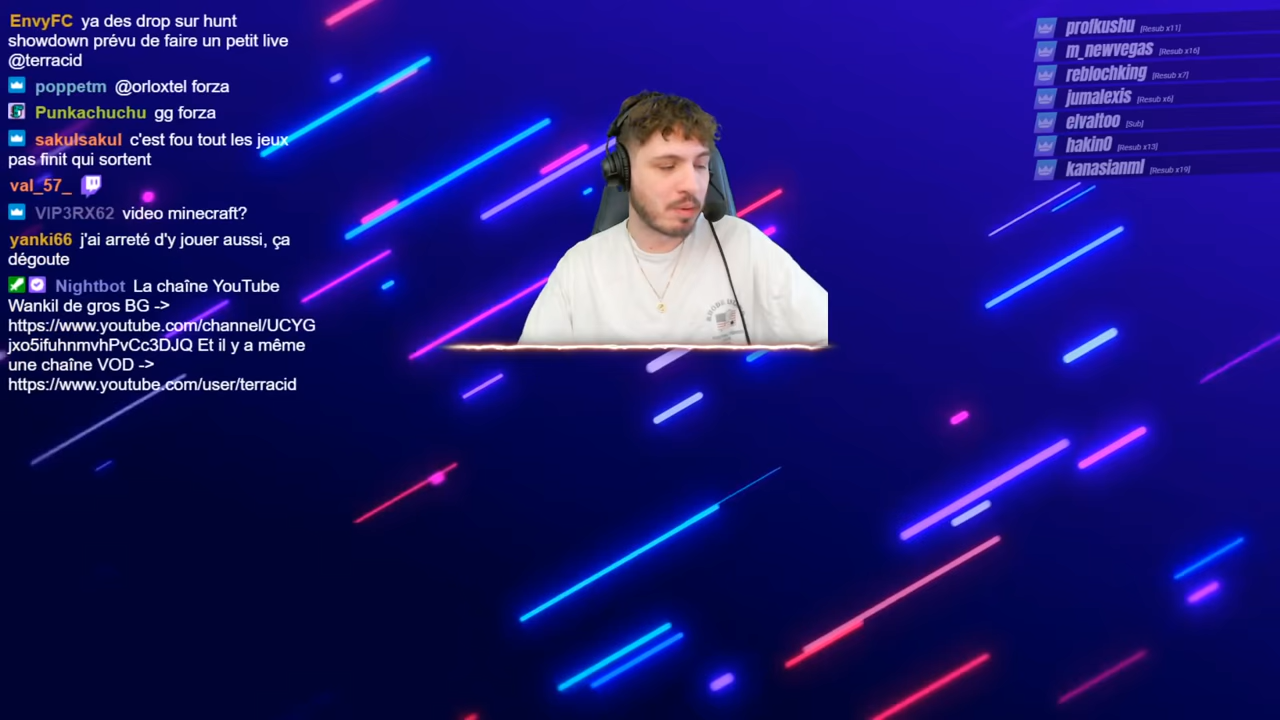 EnvyFC ya des drop sur hunt
showdown prévu de faire un petit live
@terracid
poppetm @orloxtel forza
Punkachuchu gg forza
sakulsakul c'est fou tout les jeux
pas finit qui sortent
val_57_
VIP3RX62 video minecraft?
yanki66 j'ai arreté d'y jouer aussi, ça
dégoute
Nightbot La chaîne YouTube
Wankil de gros BG ->
https://www.youtube.com/channel/UCYG
jxo5ifuhnmvhPvCc3DJQ Et il y a même
une chaîne VOD ->
https://www.youtube.com/user/terracid
profkushu [Resub x11]
m_newvegas [Resub x16]
reblochking [Resub x7]
jumalexis [Resub x6]
elvaltoo [Sub]
hakin0 [Resub x13]
kanasianml [Resub x19]